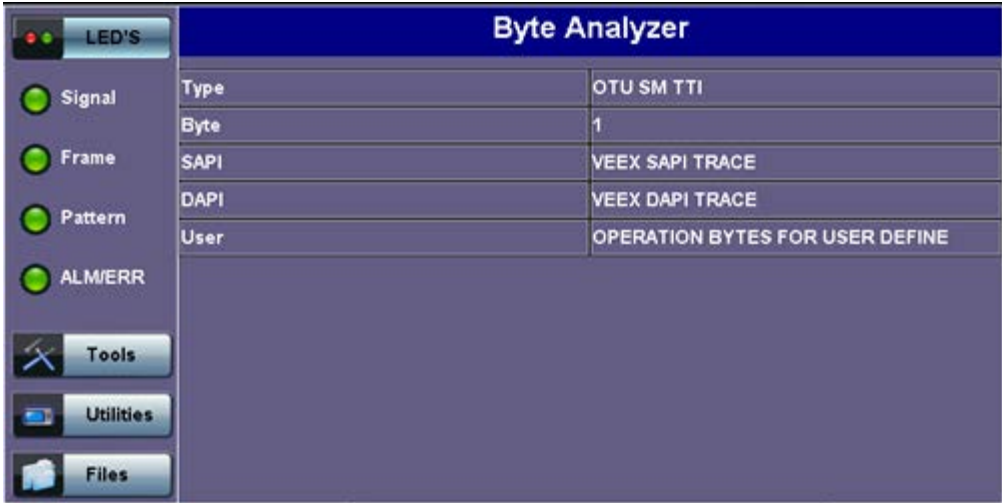 LED'S
Byte Analyzer
Signal
Frame
Pattern
ALM/ERR
Tools
Utilities
Files
Type OTU SM TTI
Byte 1
SAPI VEEX SAPI TRACE
DAPI VEEX DAPI TRACE
User OPERATION BYTES FOR USER DEFINE